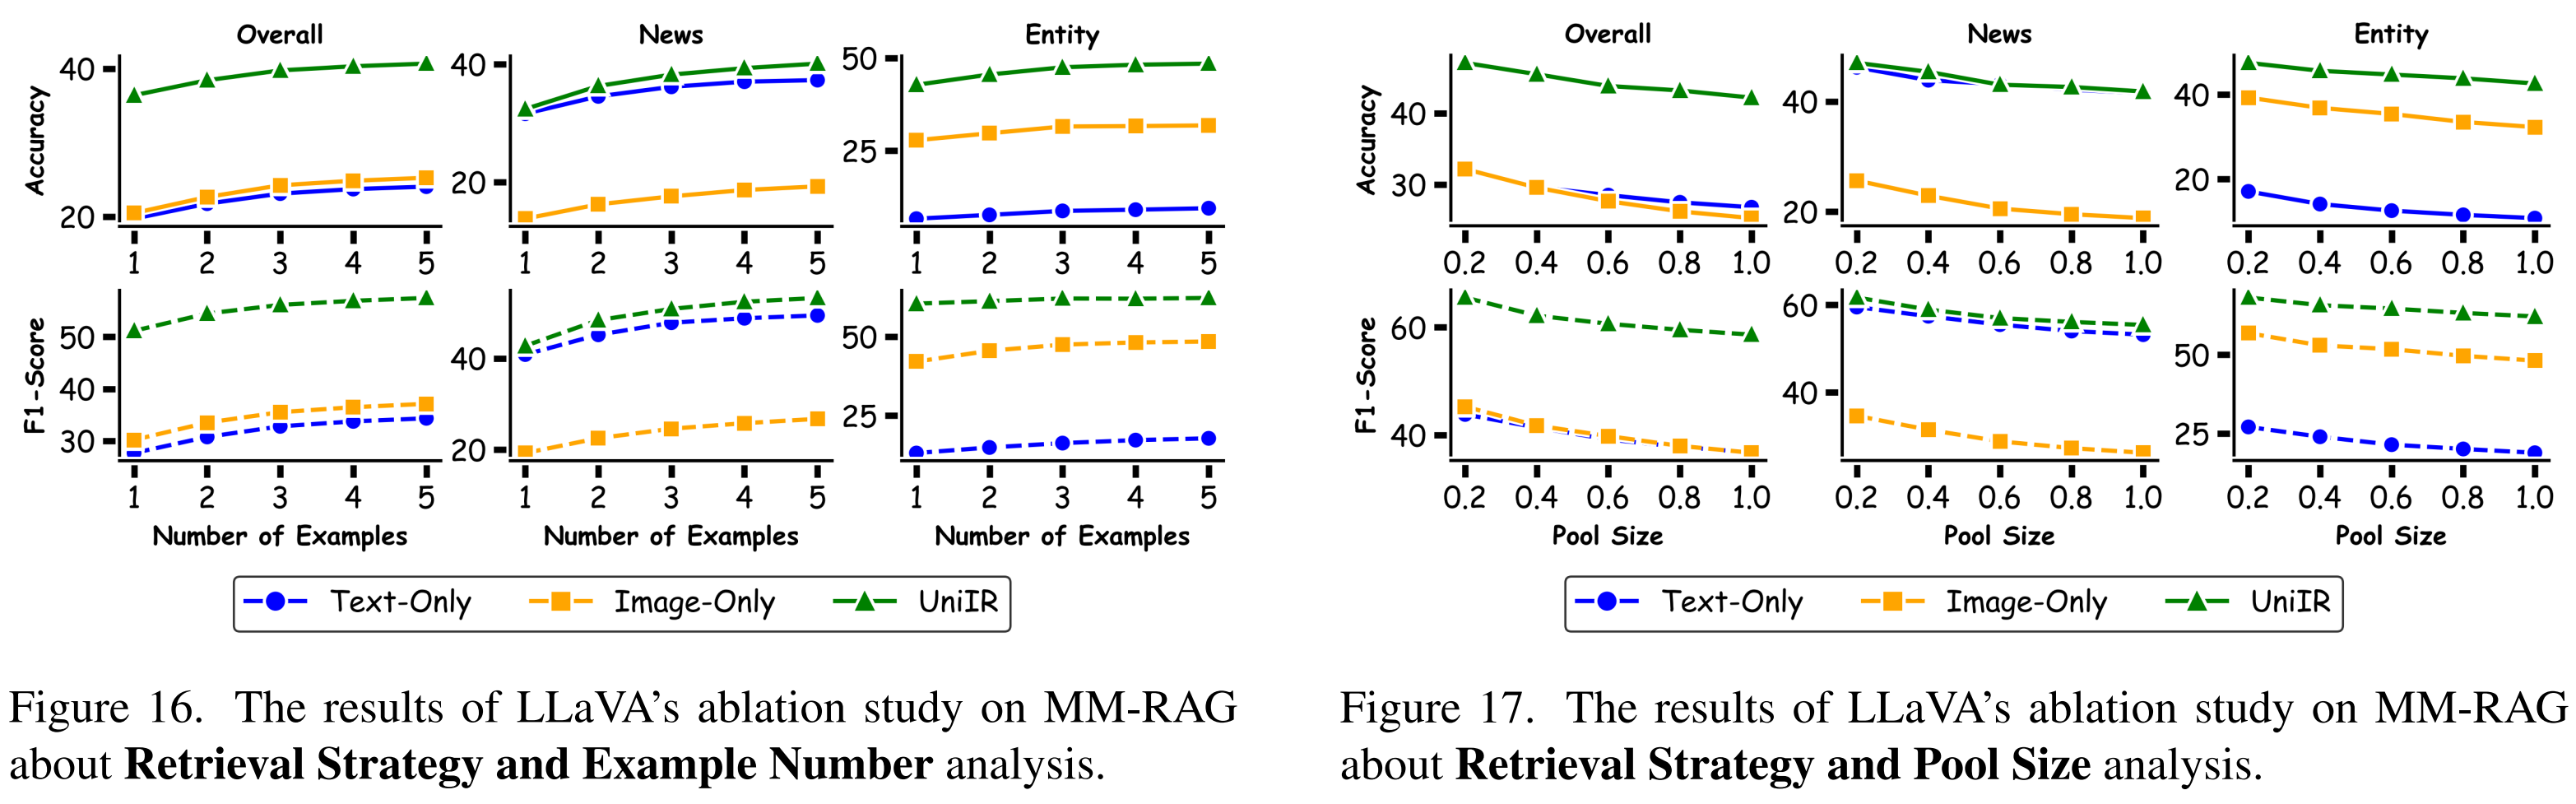 Overall
News
Entity
Accuracy
40
20
1 2 3 4 5
40
20
1 2 3 4 5
50
25
1 2 3 4 5
F1-Score
50
40
30
1 2 3 4 5
Number of Examples
40
20
1 2 3 4 5
Number of Examples
50
25
1 2 3 4 5
Number of Examples
Text-Only Image-Only UniIR
Figure 16. The results of LLaVA's ablation study on MM-RAG
about Retrieval Strategy and Example Number analysis.
Overall
News
Entity
Accuracy
40
30
0.2 0.4 0.6 0.8 1.0
40
20
0.2 0.4 0.6 0.8 1.0
40
20
0.2 0.4 0.6 0.8 1.0
F1-Score
60
40
0.2 0.4 0.6 0.8 1.0
Pool Size
60
40
0.2 0.4 0.6 0.8 1.0
Pool Size
50
25
0.2 0.4 0.6 0.8 1.0
Pool Size
Text-Only Image-Only UniIR
Figure 17. The results of LLaVA's ablation study on MM-RAG
about Retrieval Strategy and Pool Size analysis.